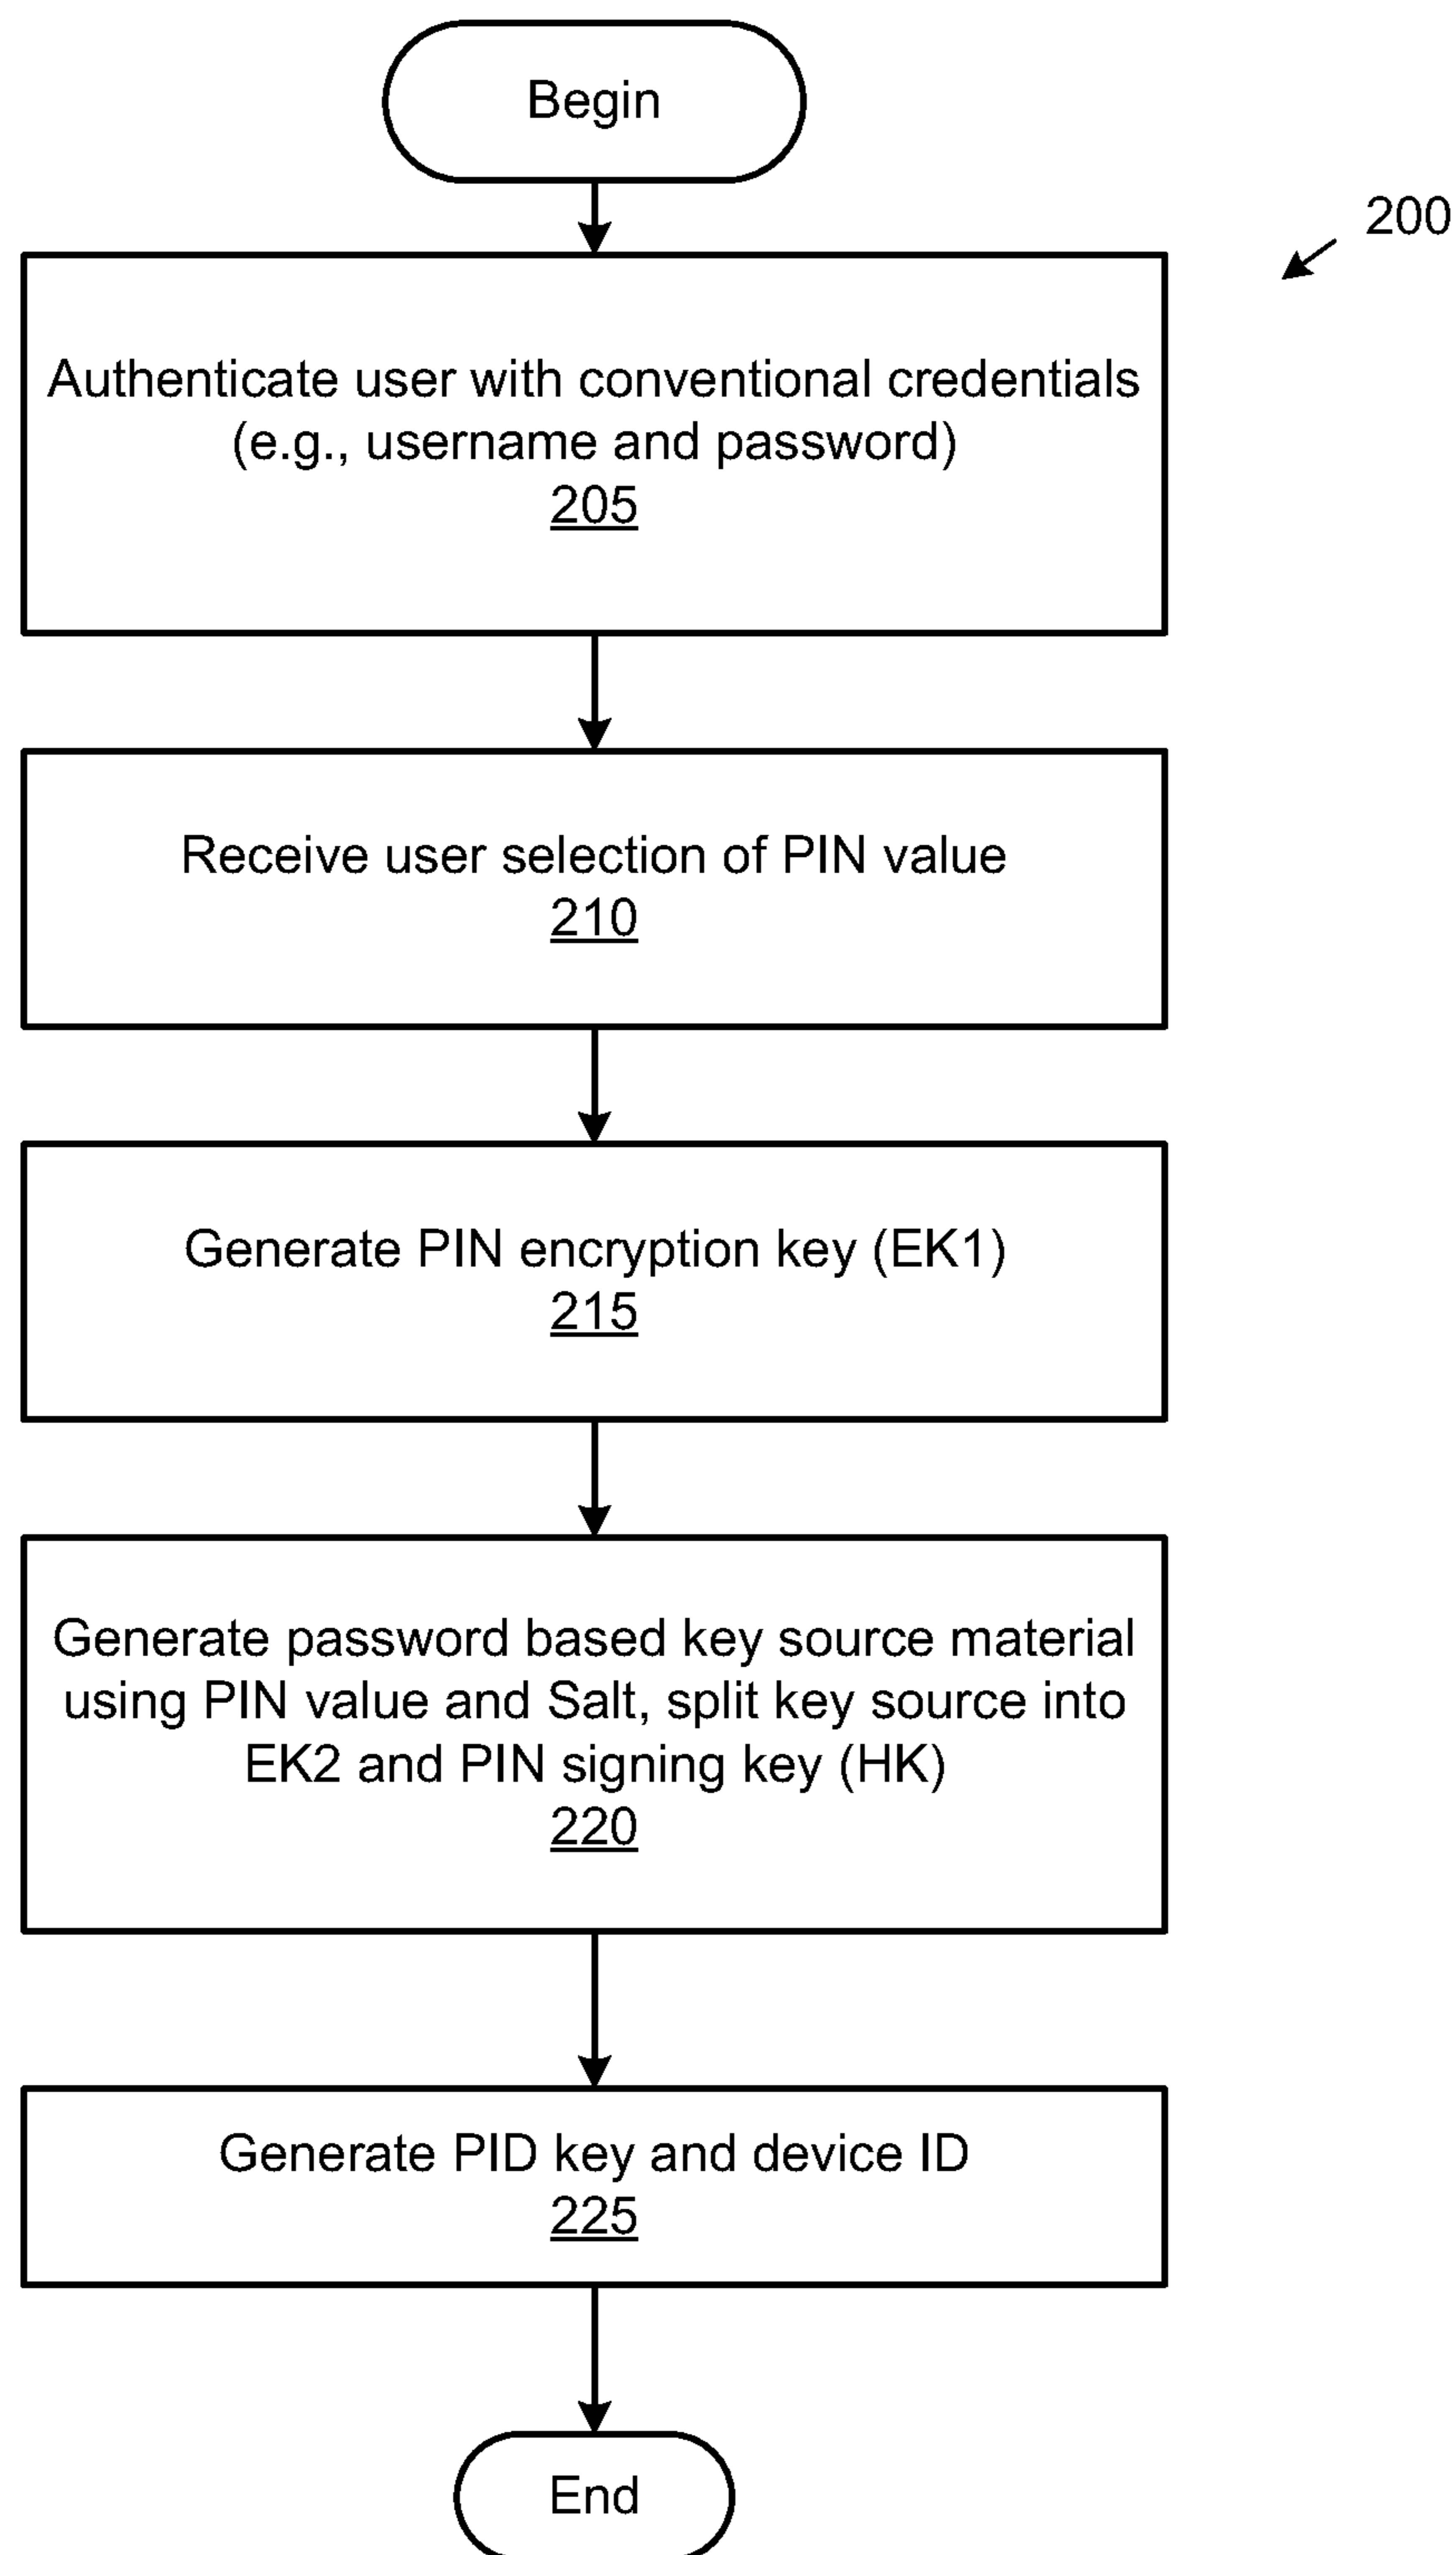 Begin
200
Authenticate user with conventional credentials
(e.g., username and password)
205
Receive user selection of PIN value
210
Generate PIN encryption key (EK1)
215
Generate password based key source material
using PIN value and Salt, split key source into
EK2 and PIN signing key (HK)
220
Generate PID key and device ID
225
End